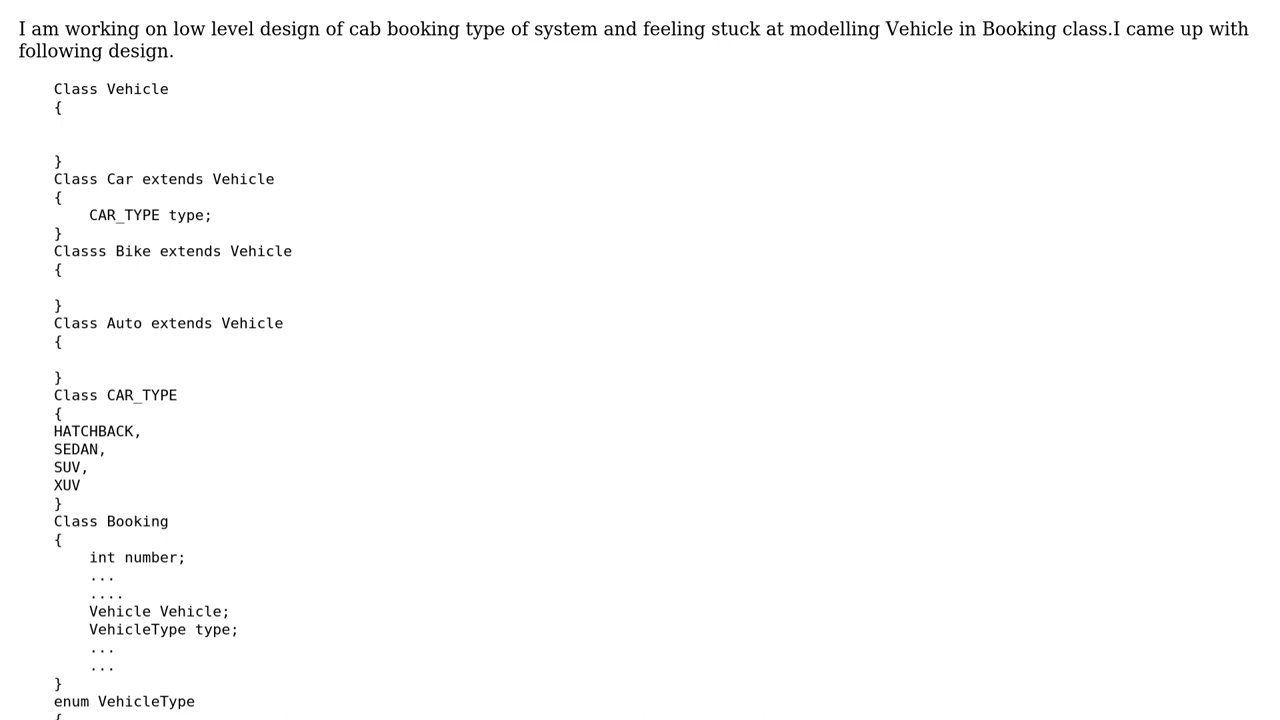 I am working on low level design of cab booking type of system and feeling stuck at modelling Vehicle in Booking class.I came up with
following design.
Class Vehicle
{
}
Class Car extends Vehicle
{
CAR_TYPE type;
}
Classs Bike extends Vehicle
{
}
Class Auto extends Vehicle
{
}
Class CAR_TYPE
{
HATCHBACK,
SEDAN,
SUV,
XUV
}
Class Booking
{
int number;
...
....
Vehicle Vehicle;
VehicleType type;
...
...
}
enum VehicleType
{